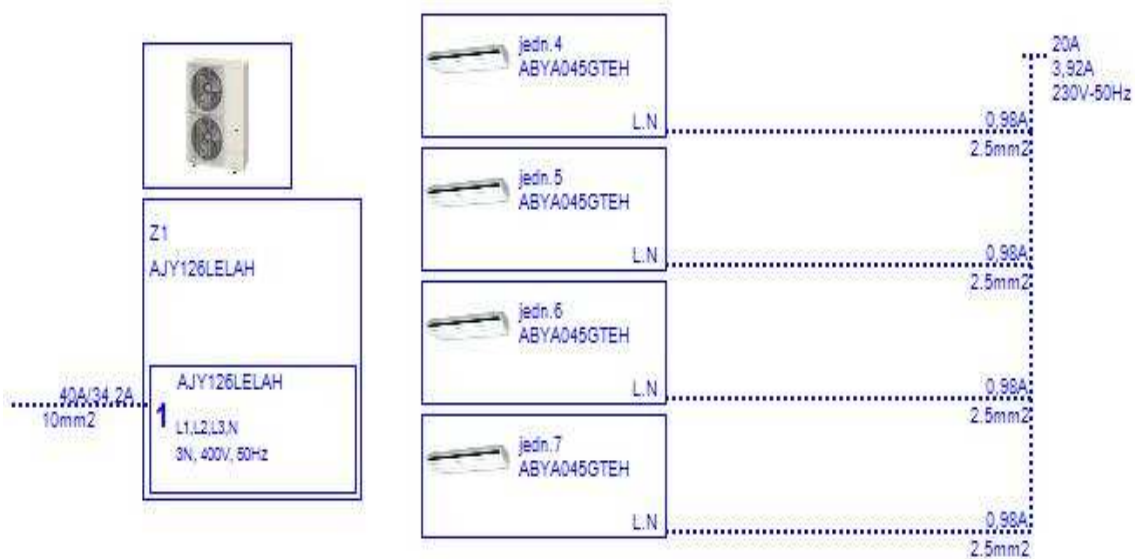 Z1
AJY126LELAH
40A/34.2A
10mm2
AJY126LELAH
1
L1,L2,L3,N
3N, 400V, 50Hz
jedn.4
ABYA045GTEH
L.N
0,98A
2.5mm2
jedn.5
ABYA045GTEH
L.N
0,98A
2.5mm2
jedn.6
ABYA045GTEH
L.N
0,98A
2.5mm2
jedn.7
ABYA045GTEH
L.N
0,98A
2.5mm2
20A
3,92A
230V-50Hz